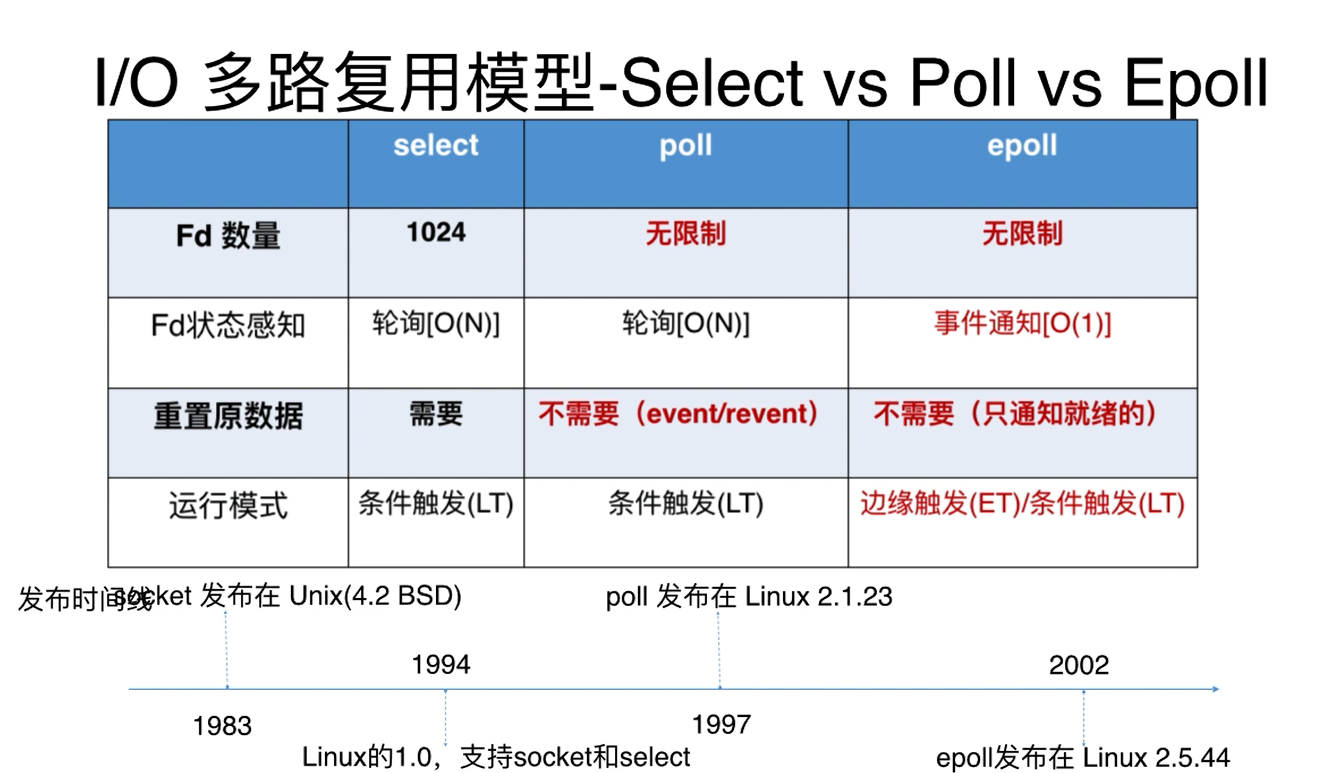 I/O 多路复用模型-Select vs Poll vs Epoll
select poll epoll
Fd 数量 1024 无限制 无限制
Fd状态感知 轮询[O(N)] 轮询[O(N)] 事件通知[O(1)]
重置原数据 需要 不需要（event/revent） 不需要（只通知就绪的）
运行模式 条件触发(LT) 条件触发(LT) 边缘触发(ET)/条件触发(LT)
发布时间线 socket 发布在 Unix(4.2 BSD) poll 发布在 Linux 2.1.23
1994 2002
1983 1997
Linux的1.0，支持socket和select epoll发布在 Linux 2.5.44